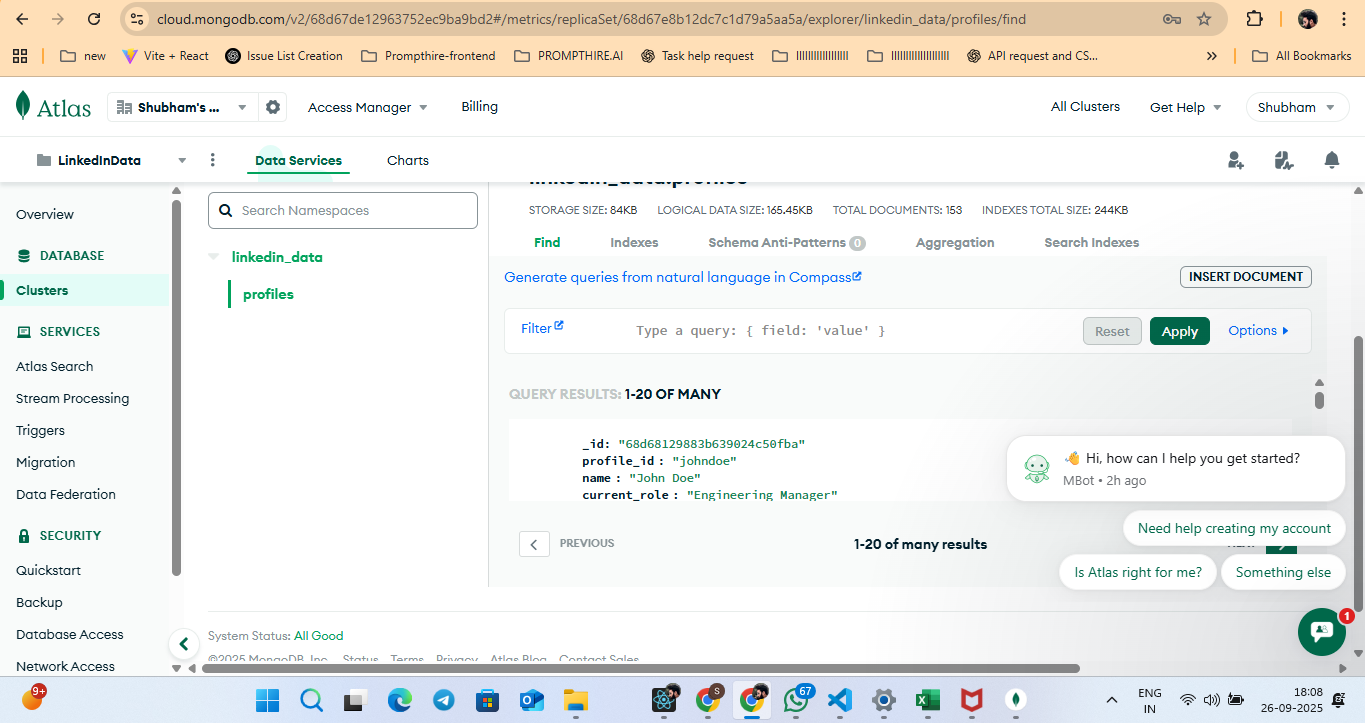 cloud.mongodb.com/v2/68d67de12963752ec9ba9bd2#/metrics/replicaSet/68d67e8b12dc7c1d79a5aa5a/explorer/linkedin_data/profiles/find
new
Vite + React
Issue List Creation
Prompthire-frontend
PROMPTHIRE.AI
Task help request
API request and CS...
»
All Bookmarks
Atlas
Shubham's ...
Access Manager
Billing
All Clusters
Get Help
Shubham
LinkedInData
Data Services
Charts
Overview
DATABASE
Clusters
SERVICES
Atlas Search
Stream Processing
Triggers
Migration
Data Federation
SECURITY
Quickstart
Backup
Database Access
Network Access
Search Namespaces
linkedin_data
profiles
linkedin_data.profiles
STORAGE SIZE: 84KB LOGICAL DATA SIZE: 165.45KB TOTAL DOCUMENTS: 153 INDEXES TOTAL SIZE: 244KB
Find Indexes Schema Anti-Patterns 0 Aggregation Search Indexes
Generate queries from natural language in Compass
INSERT DOCUMENT
Filter
Type a query: { field: 'value' }
Reset
Apply
Options
QUERY RESULTS: 1-20 OF MANY
_id: "68d68129883b639024c50fba"
profile_id : "johndoe"
name : "John Doe"
current_role : "Engineering Manager"
PREVIOUS
1-20 of many results
NEXT
👋 Hi, how can I help you get started?
MBot • 2h ago
Need help creating my account
Is Atlas right for me?
Something else
1
System Status: All Good
©2025 MongoDB, Inc. Status Terms Privacy Atlas Blog Contact Sales
9+
S
67
ENG
IN
18:08
26-09-2025